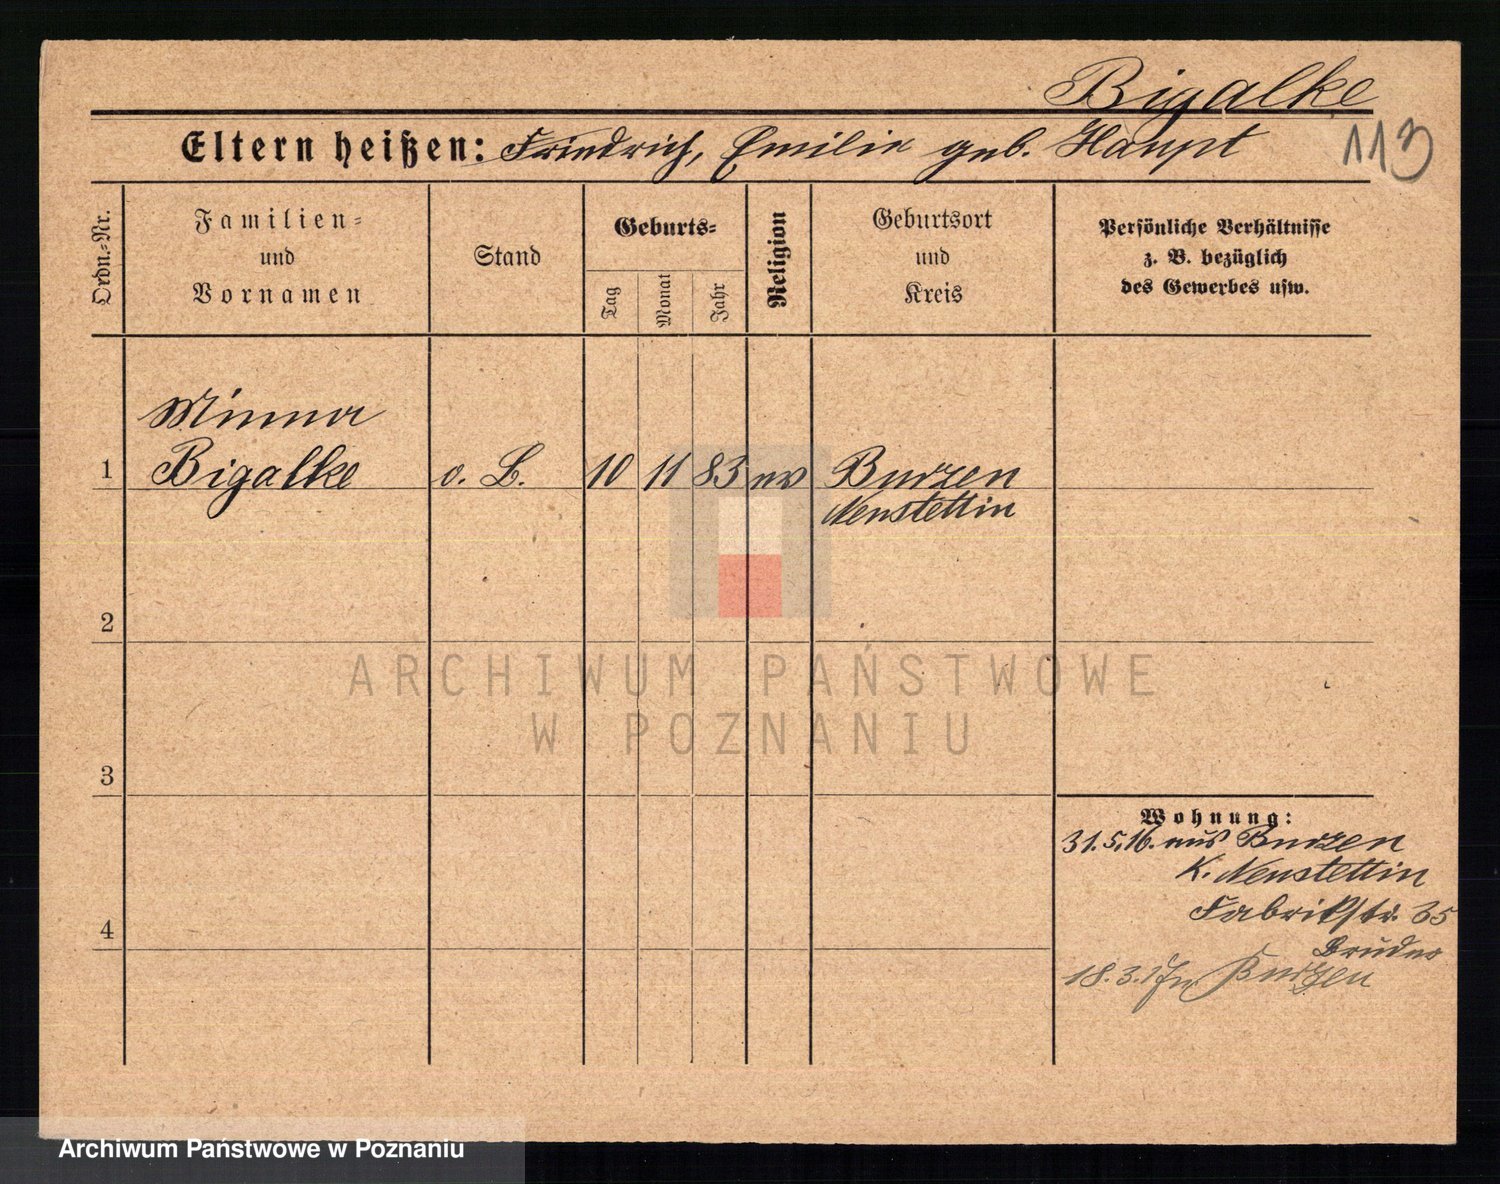 Bigalke
113
Eltern heißen: Friedrich, Emilie geb. Haupt
Ordn.-Nr.
Familien-
und
Vornamen
Stand
Geburts-
Tag
Monat
Jahr
Religion
Geburtsort
und
Kreis
Persönliche Verhältnisse
z. B. bezüglich
des Gewerbes usw.
Minna
1 Bigalke o. B. 10 11 83 ev Burzen
Neustettin
2
3
4
Wohnung:
31.5.16. aus Burzen
K. Neustettin
Fabrikstr. 35
Bruder
18.3.17 n Burzen
ARCHIWUM PAŃSTWOWE
W POZNANIU
Archiwum Państwowe w Poznaniu